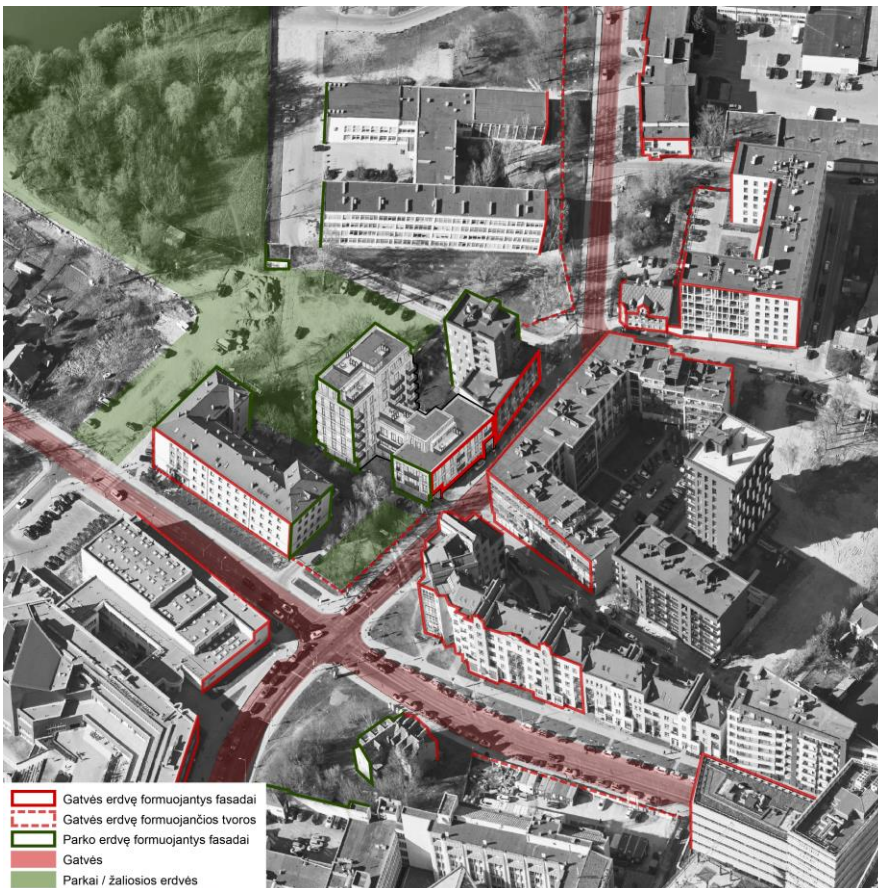 Gatvės erdvę formuojantys fasadai
Gatvės erdvę formuojančios tvoros
Parko erdvę formuojantys fasadai
Gatvės
Parkai / žaliosios erdvės